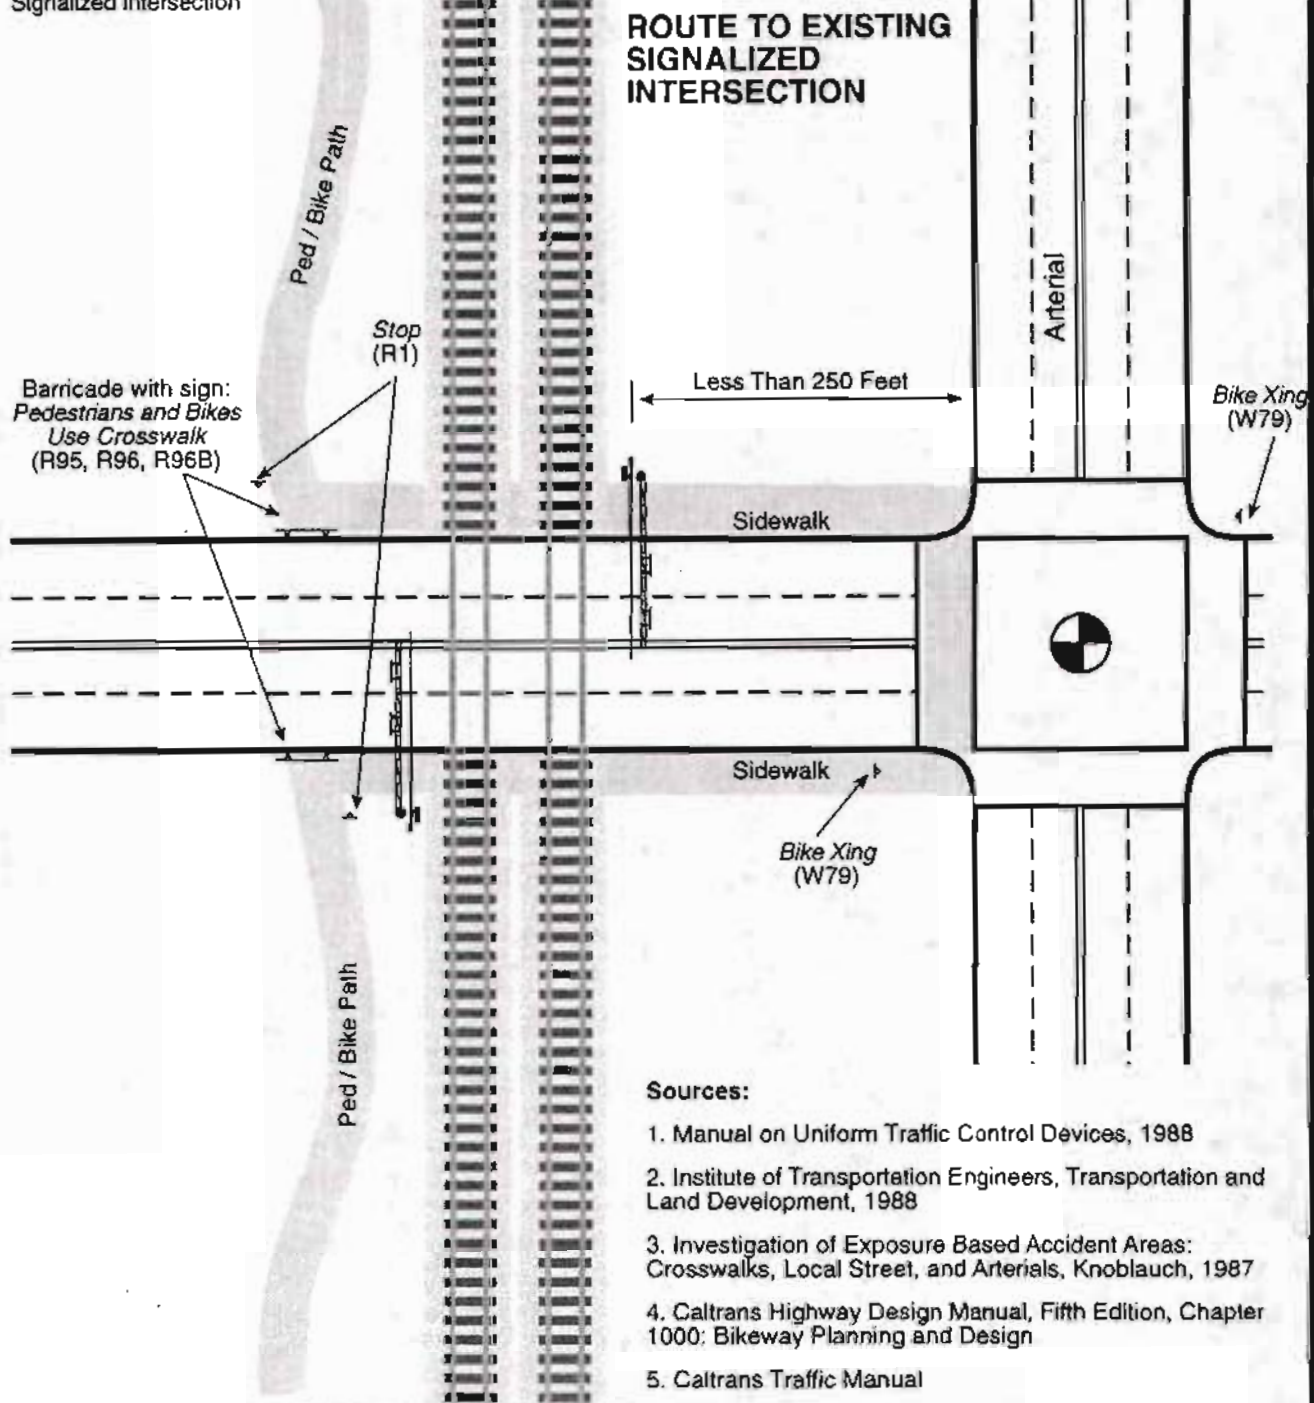 Signalized Intersection
ROUTE TO EXISTING
SIGNALIZED
INTERSECTION
Ped / Bike Path
Arterial
Stop
(R1)
Less Than 250 Feet
Barricade with sign:
Pedestrians and Bikes
Use Crosswalk
(R95, R96, R96B)
Bike Xing
(W79)
Sidewalk
Sidewalk
Bike Xing
(W79)
Ped / Bike Path
Sources:
1. Manual on Uniform Traffic Control Devices, 1988
2. Institute of Transportation Engineers, Transportation and
Land Development, 1988
3. Investigation of Exposure Based Accident Areas:
Crosswalks, Local Street, and Arterials, Knoblauch, 1987
4. Caltrans Highway Design Manual, Fifth Edition, Chapter
1000: Bikeway Planning and Design
5. Caltrans Traffic Manual